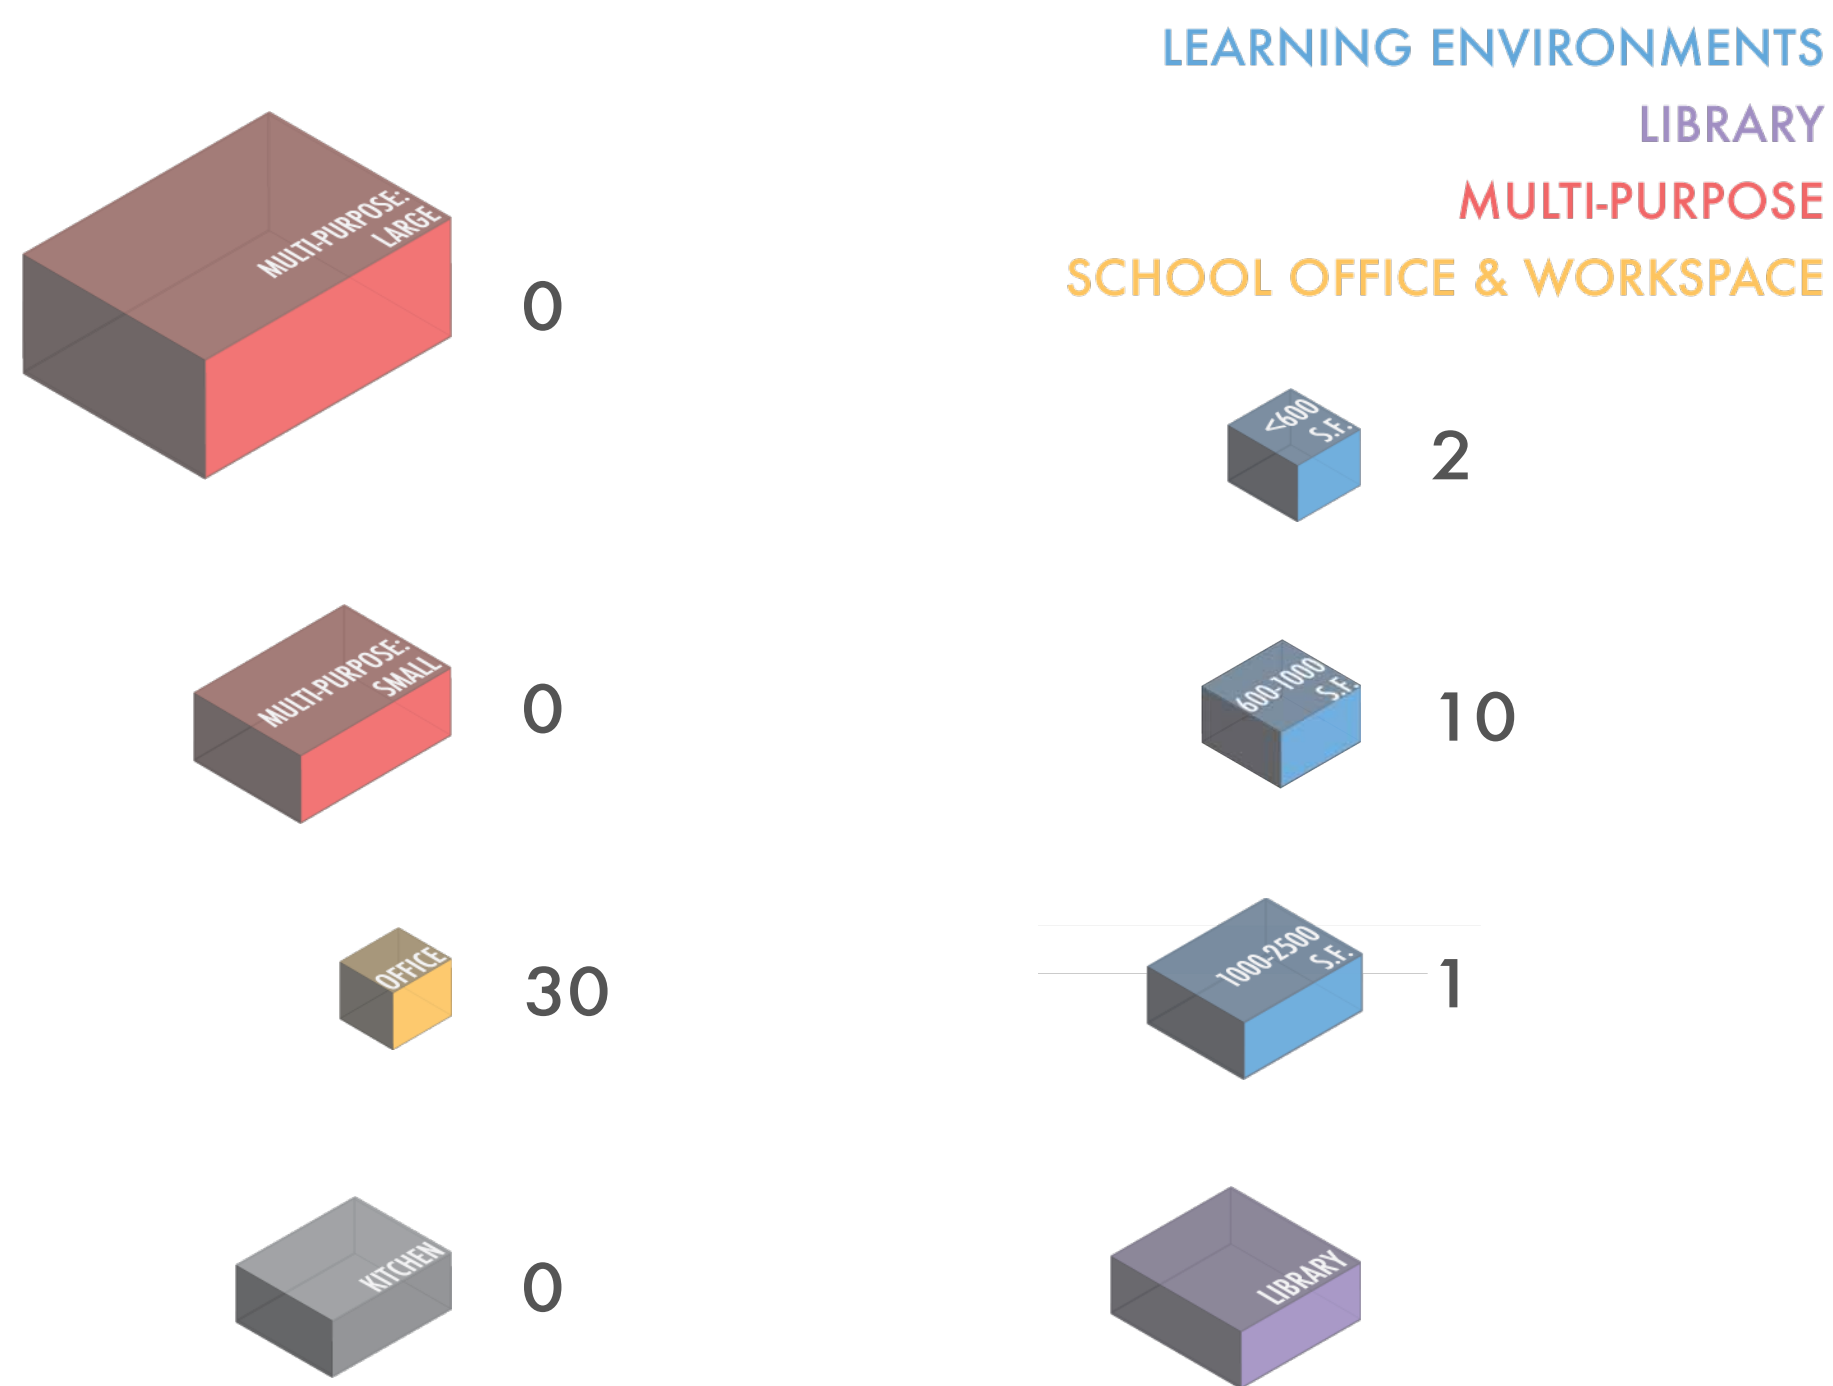 LEARNING ENVIRONMENTS
LIBRARY
MULTI-PURPOSE
SCHOOL OFFICE & WORKSPACE
MULTI-PURPOSE:
LARGE
0
<600
S.F.
2
MULTI-PURPOSE:
SMALL
0
600-1000
S.F.
10
OFFICE
30
1000-2500
S.F.
1
KITCHEN
0
LIBRARY